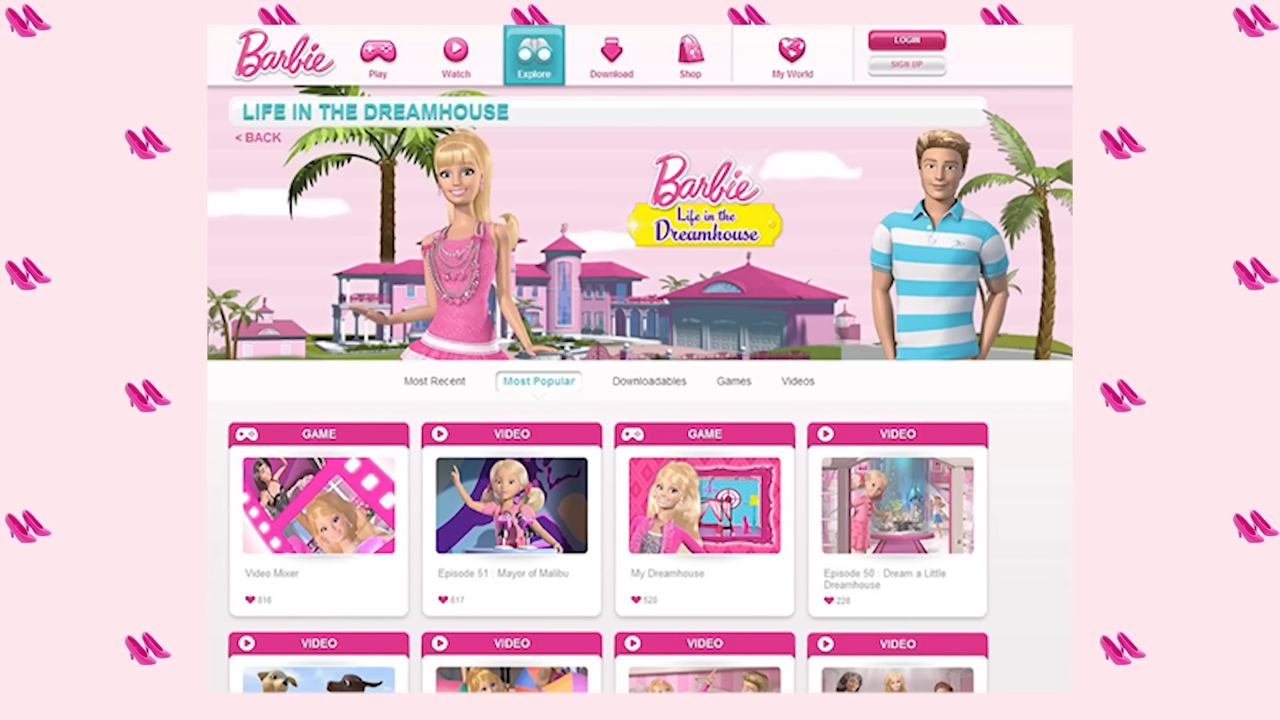 Barbie
Play
Watch
Explore
Download
Shop
My World
LOGIN
SIGN UP
LIFE IN THE DREAMHOUSE
< BACK
Barbie
Life in the
Dreamhouse
Most Recent
Most Popular
Downloadables
Games
Videos
GAME
VIDEO
GAME
VIDEO
Video Mixer
Episode 51 : Mayor of Malibu
My Dreamhouse
Episode 50 : Dream a Little
Dreamhouse
816
617
520
228
VIDEO
VIDEO
VIDEO
VIDEO